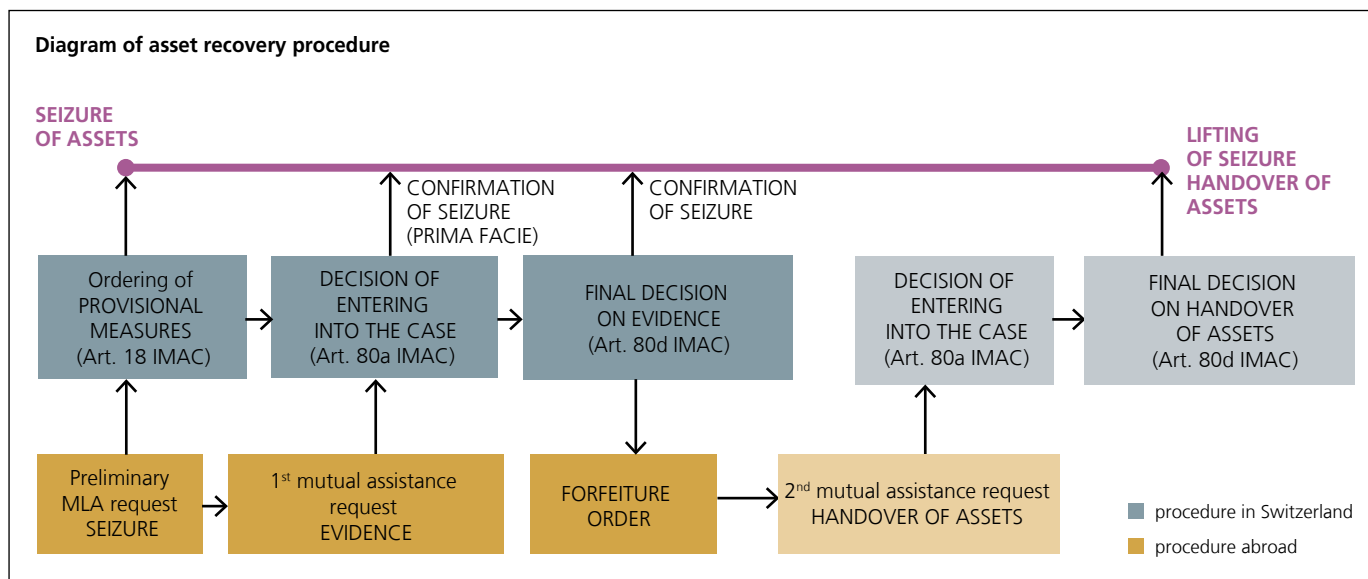 Diagram of asset recovery procedure
SEIZURE
OF ASSETS
LIFTING
OF SEIZURE
HANDOVER OF
ASSETS
CONFIRMATION
OF SEIZURE
(PRIMA FACIE)
CONFIRMATION
OF SEIZURE
Ordering of
PROVISIONAL
MEASURES
(Art. 18 IMAC)
DECISION OF
ENTERING
INTO THE CASE
(Art. 80a IMAC)
FINAL DECISION
ON EVIDENCE
(Art. 80d IMAC)
DECISION OF
ENTERING
INTO THE CASE
(Art. 80a IMAC)
FINAL DECISION
ON HANDOVER
OF ASSETS
(Art. 80d IMAC)
Preliminary
MLA request
SEIZURE
1st mutual assistance
request
EVIDENCE
FORFEITURE
ORDER
2nd mutual assistance request
HANDOVER OF ASSETS
procedure in Switzerland
procedure abroad